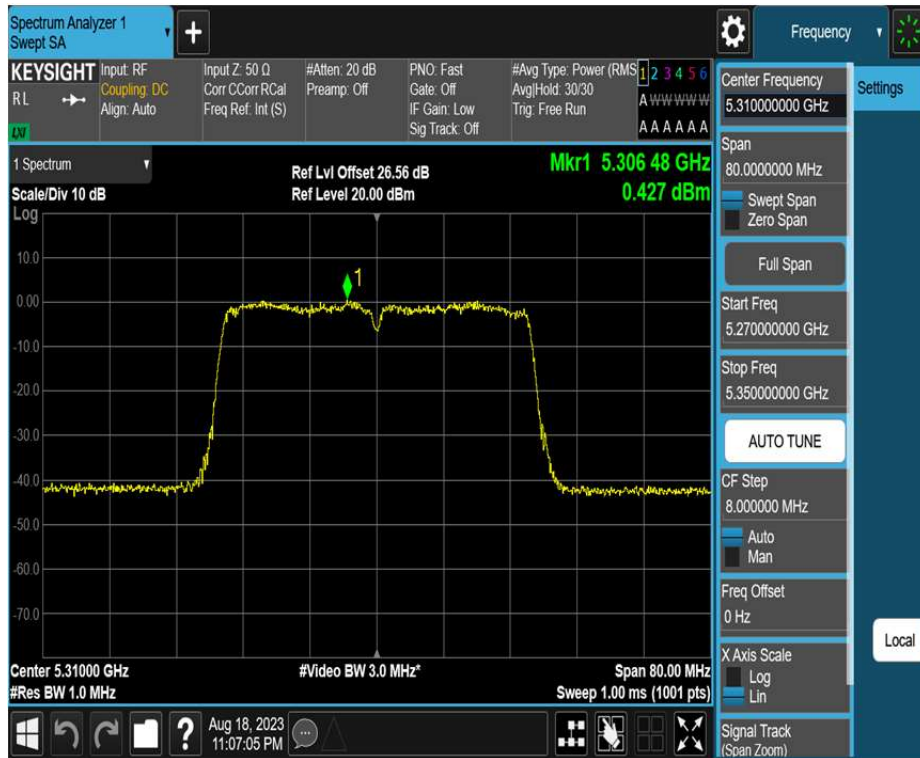 Spectrum Analyzer 1
Swept SA
Frequency
KEYSIGHT
R L
LXI
Input: RF
Coupling: DC
Align: Auto
Input Z: 50 Ω
Corr CCorr RCal
Freq Ref: Int (S)
#Atten: 20 dB
Preamp: Off
PNO: Fast
Gate: Off
IF Gain: Low
Sig Track: Off
#Avg Type: Power (RMS
Avg|Hold: 30/30
Trig: Free Run
1 2 3 4 5 6
A W W W W W
A A A A A A
1 Spectrum
Scale/Div 10 dB
Log
Ref Lvl Offset 26.56 dB
Ref Level 20.00 dBm
Mkr1 5.306 48 GHz
0.427 dBm
1
10.0
0.00
-10.0
-20.0
-30.0
-40.0
-50.0
-60.0
-70.0
Center 5.31000 GHz
#Res BW 1.0 MHz
#Video BW 3.0 MHz*
Span 80.00 MHz
Sweep 1.00 ms (1001 pts)
Aug 18, 2023
11:07:05 PM
Center Frequency
5.310000000 GHz
Span
80.0000000 MHz
Swept Span
Zero Span
Full Span
Start Freq
5.270000000 GHz
Stop Freq
5.350000000 GHz
AUTO TUNE
CF Step
8.000000 MHz
Auto
Man
Freq Offset
0 Hz
X Axis Scale
Log
Lin
Signal Track
(Span Zoom)
Settings
Local